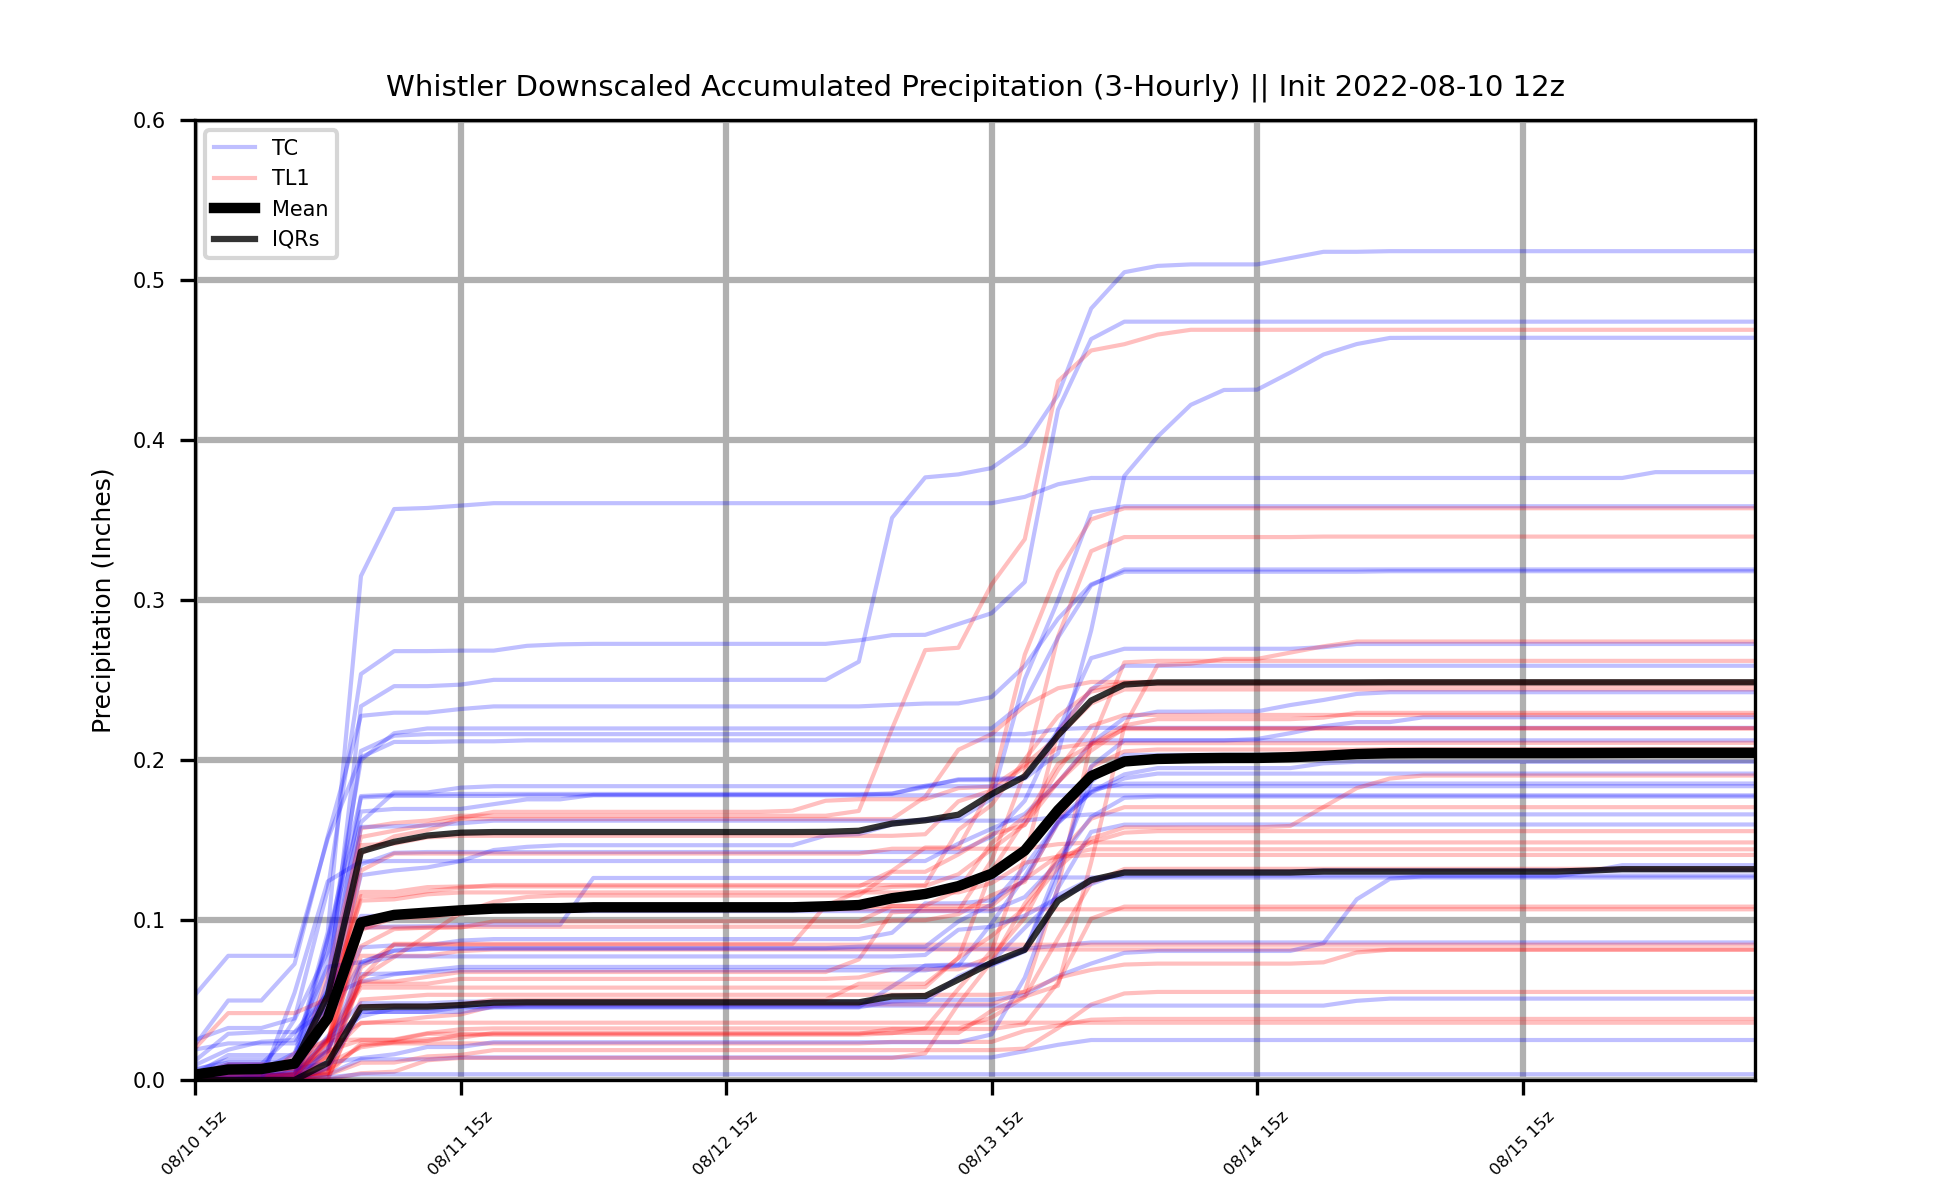 Whistler Downscaled Accumulated Precipitation (3-Hourly) || Init 2022-08-10 12z
Precipitation (Inches)
0.6
0.5
0.4
0.3
0.2
0.1
0.0
TC
TL1
Mean
IQRs
08/10 15z
08/11 15z
08/12 15z
08/13 15z
08/14 15z
08/15 15z